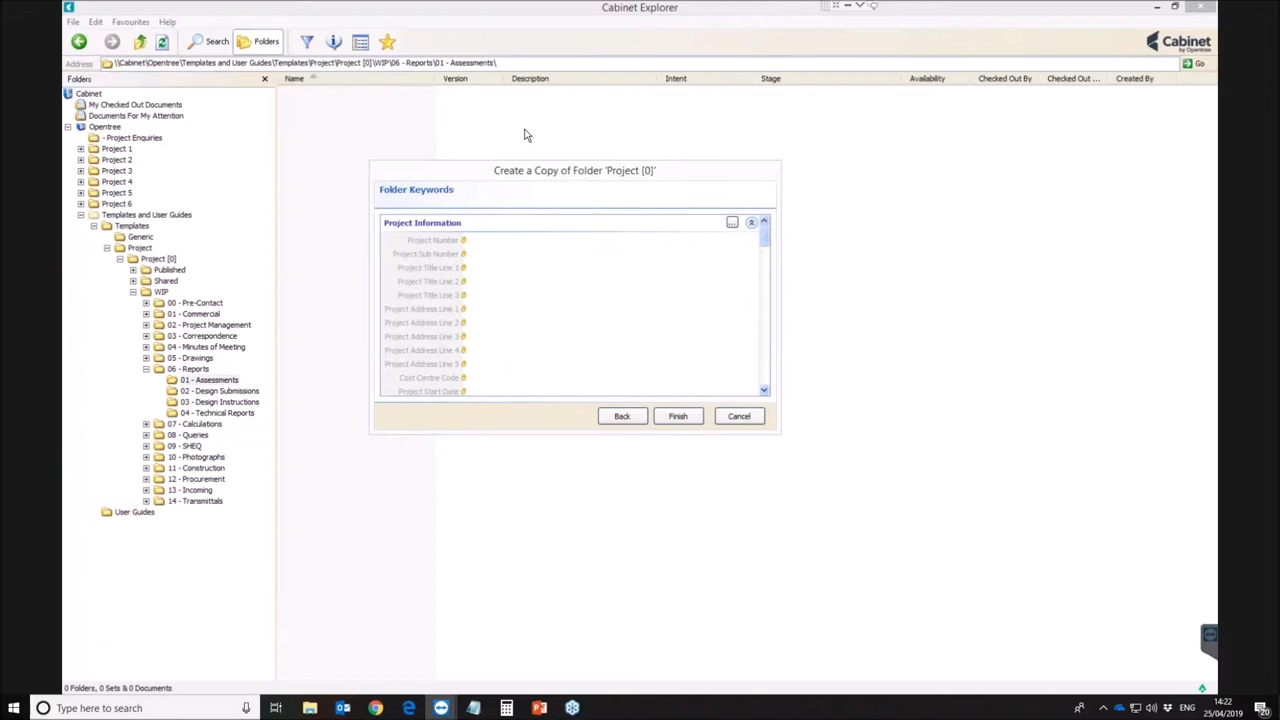 Cabinet Explorer
File Edit Favourites Help
Search Folders
Cabinet
by Opentree
Address \\Cabinet\Opentree\Templates and User Guides\Templates\Project\Project [0]\WIP\06 - Reports\01 - Assessments\ Go
Folders
Name Version Description Intent Stage Availability Checked Out By Checked Out ... Created By
Cabinet
My Checked Out Documents
Documents For My Attention
Opentree
- Project Enquiries
Project 1
Project 2
Project 3
Project 4
Project 5
Project 6
Templates and User Guides
Templates
Generic
Project
Project [0]
Published
Shared
WIP
00 - Pre-Contact
01 - Commercial
02 - Project Management
03 - Correspondence
04 - Minutes of Meeting
05 - Drawings
06 - Reports
01 - Assessments
02 - Design Submissions
03 - Design Instructions
04 - Technical Reports
07 - Calculations
08 - Queries
09 - SHEQ
10 - Photographs
11 - Construction
12 - Procurement
13 - Incoming
14 - Transmittals
User Guides
Create a Copy of Folder 'Project [0]'
Folder Keywords
Project Information ...
Project Number
Project Sub Number
Project Title Line 1
Project Title Line 2
Project Title Line 3
Project Address Line 1
Project Address Line 2
Project Address Line 3
Project Address Line 4
Project Address Line 5
Cost Centre Code
Project Start Date
Back Finish Cancel
0 Folders, 0 Sets & 0 Documents
Type here to search
ENG
14:22
25/04/2019
20